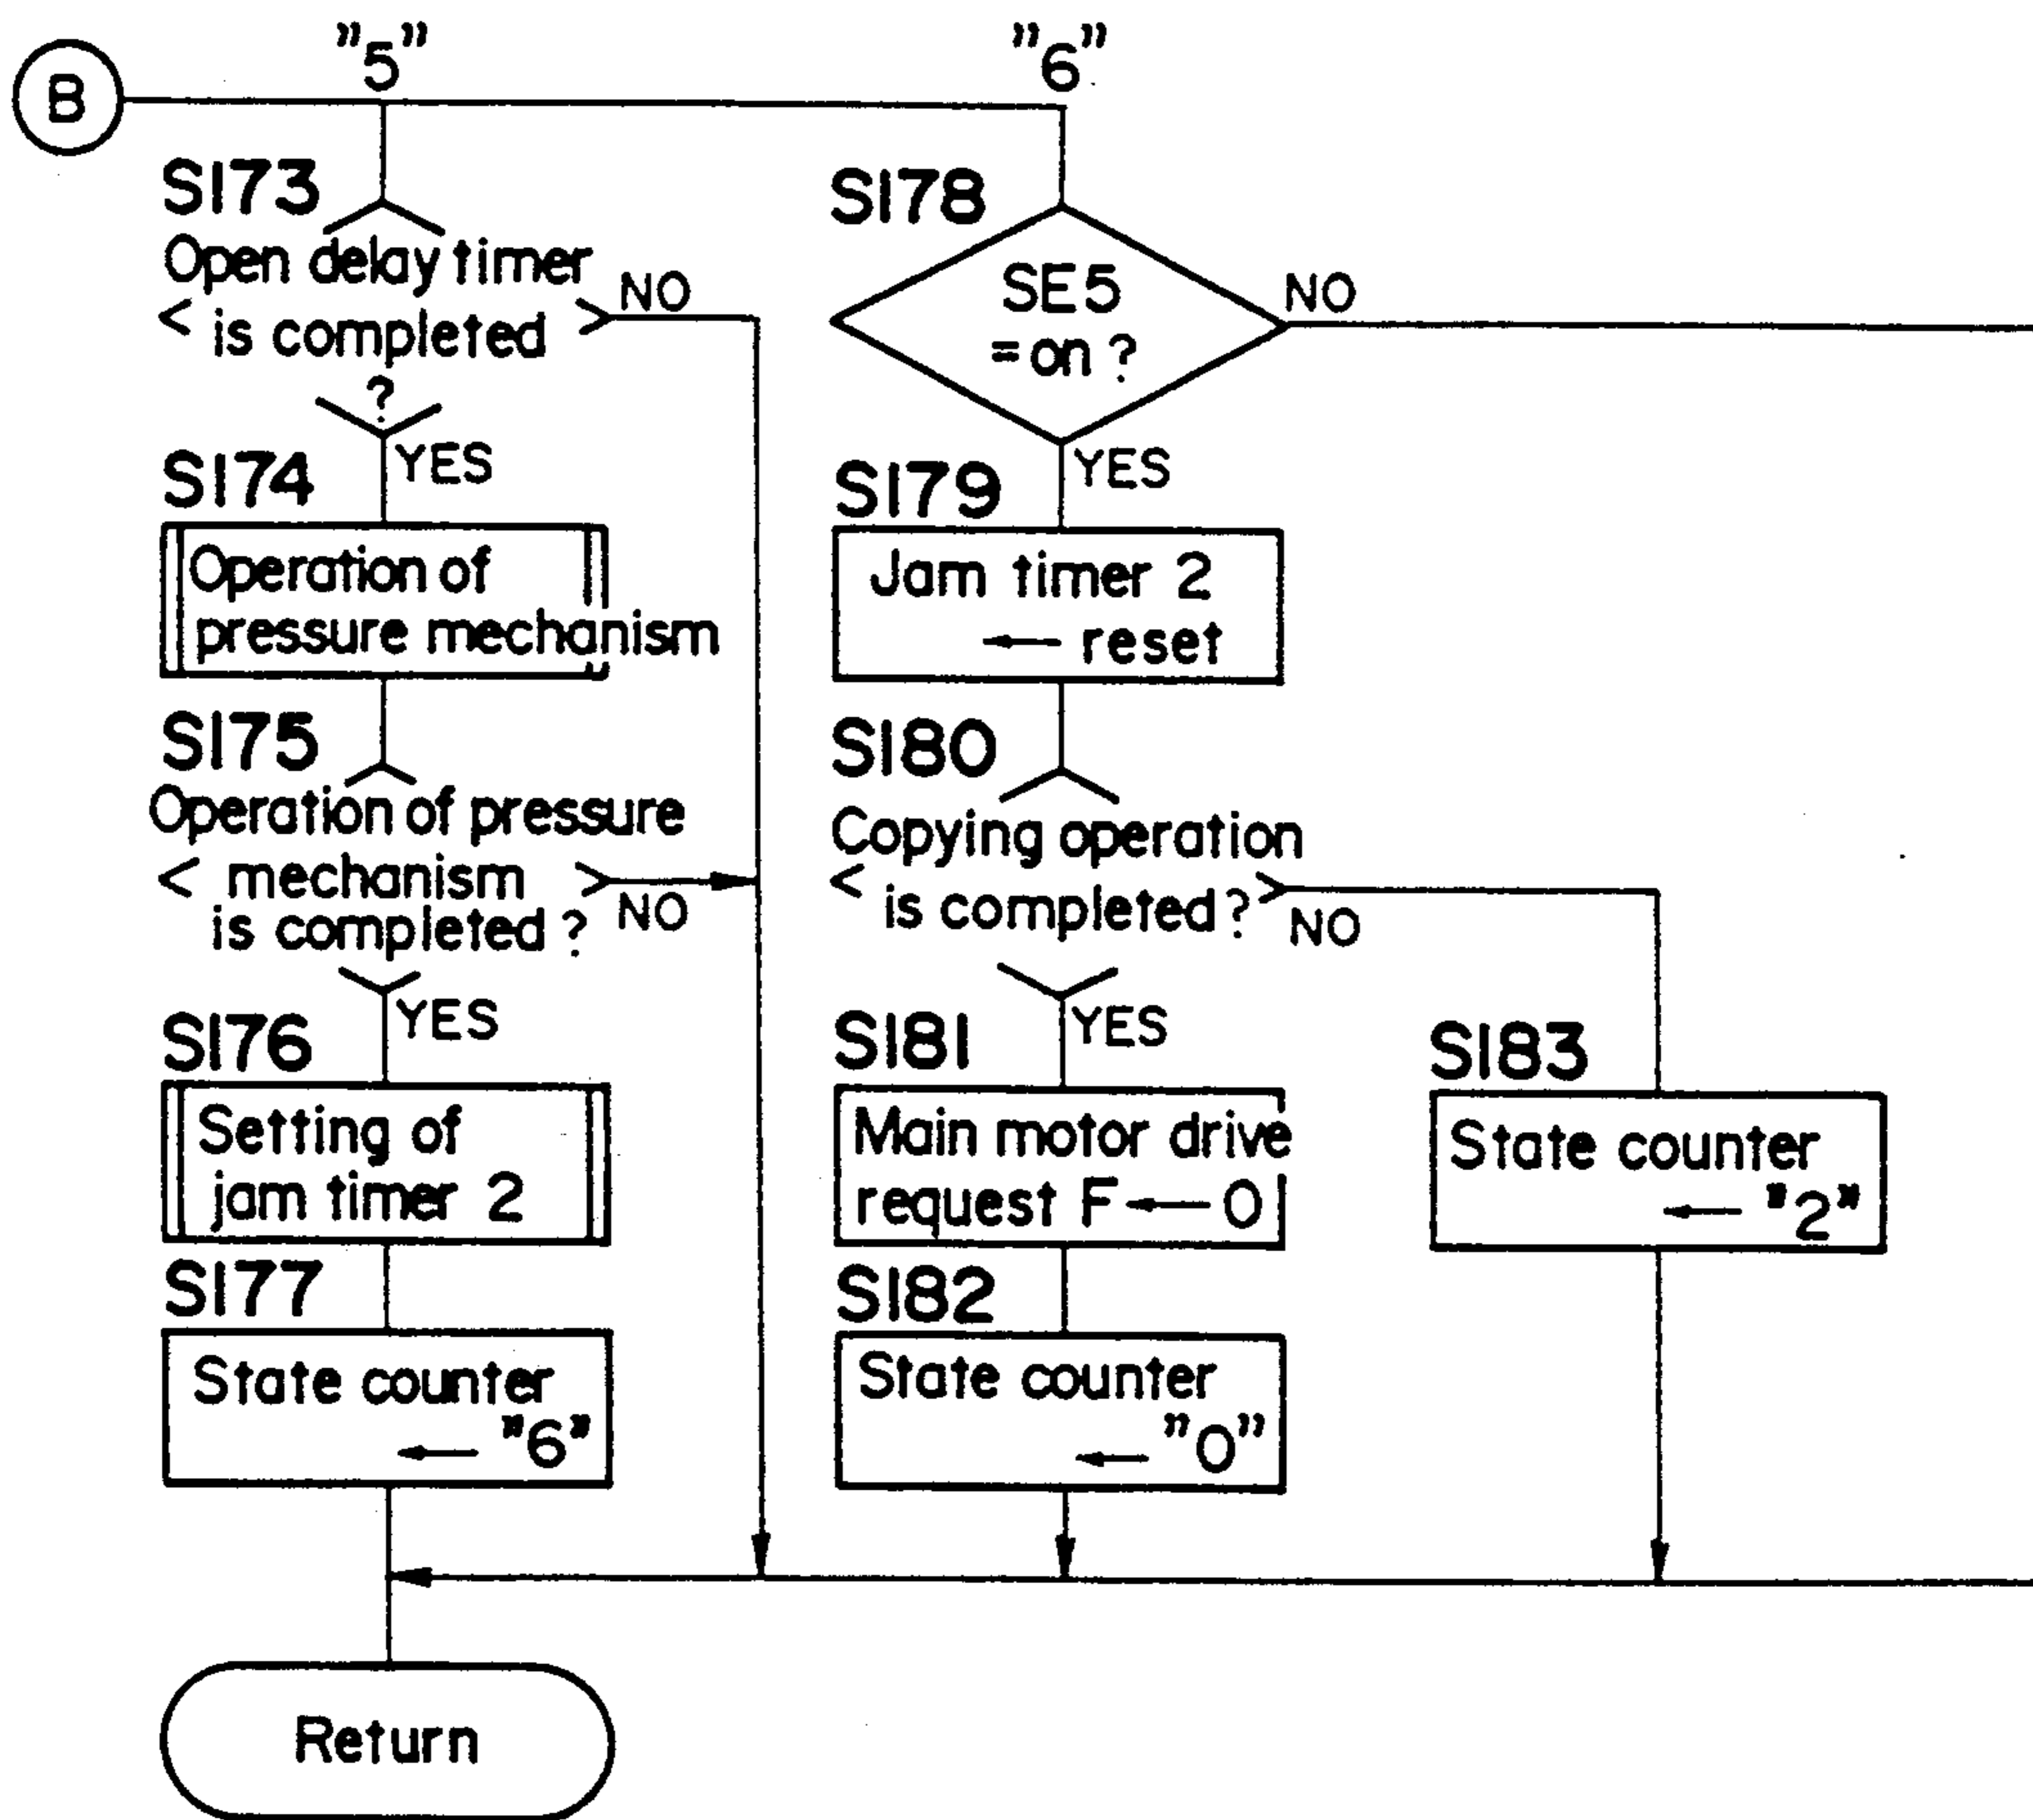 B
"5"
S173
Open delay timer
is completed
?
NO
YES
S174
Operation of
pressure mechanism
S175
Operation of pressure
mechanism
is completed ?
NO
YES
S176
Setting of
jam timer 2
S177
State counter
← "6"
Return
"6"
S178
SE5
=on ?
NO
YES
S179
Jam timer 2
← reset
S180
Copying operation
is completed ?
NO
YES
S181
Main motor drive
request F ← 0
S182
State counter
← "0"
S183
State counter
← "2"